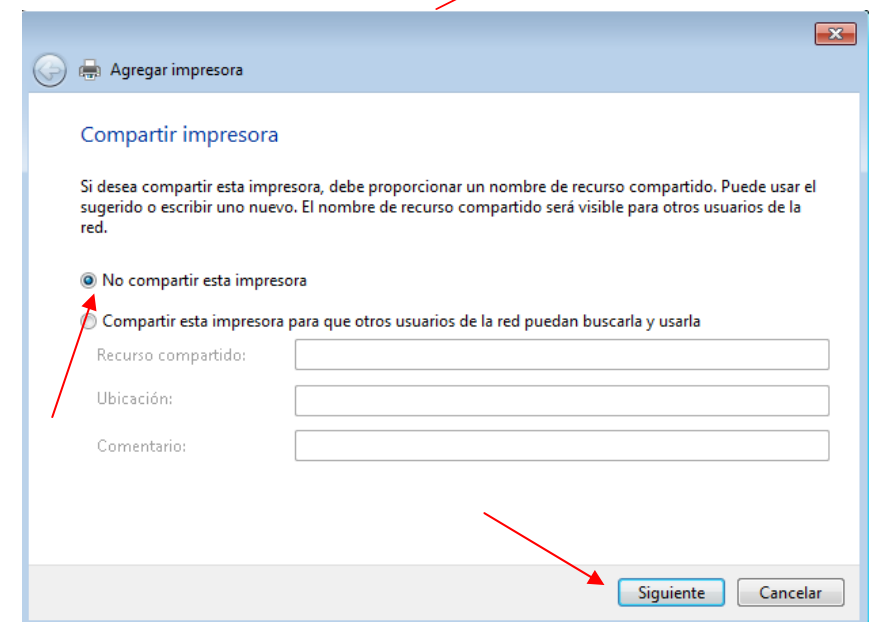 Agregar impresora
Compartir impresora
Si desea compartir esta impresora, debe proporcionar un nombre de recurso compartido. Puede usar el
sugerido o escribir uno nuevo. El nombre de recurso compartido será visible para otros usuarios de la
red.
No compartir esta impresora
Compartir esta impresora para que otros usuarios de la red puedan buscarla y usarla
Recurso compartido:
Ubicación:
Comentario:
Siguiente
Cancelar